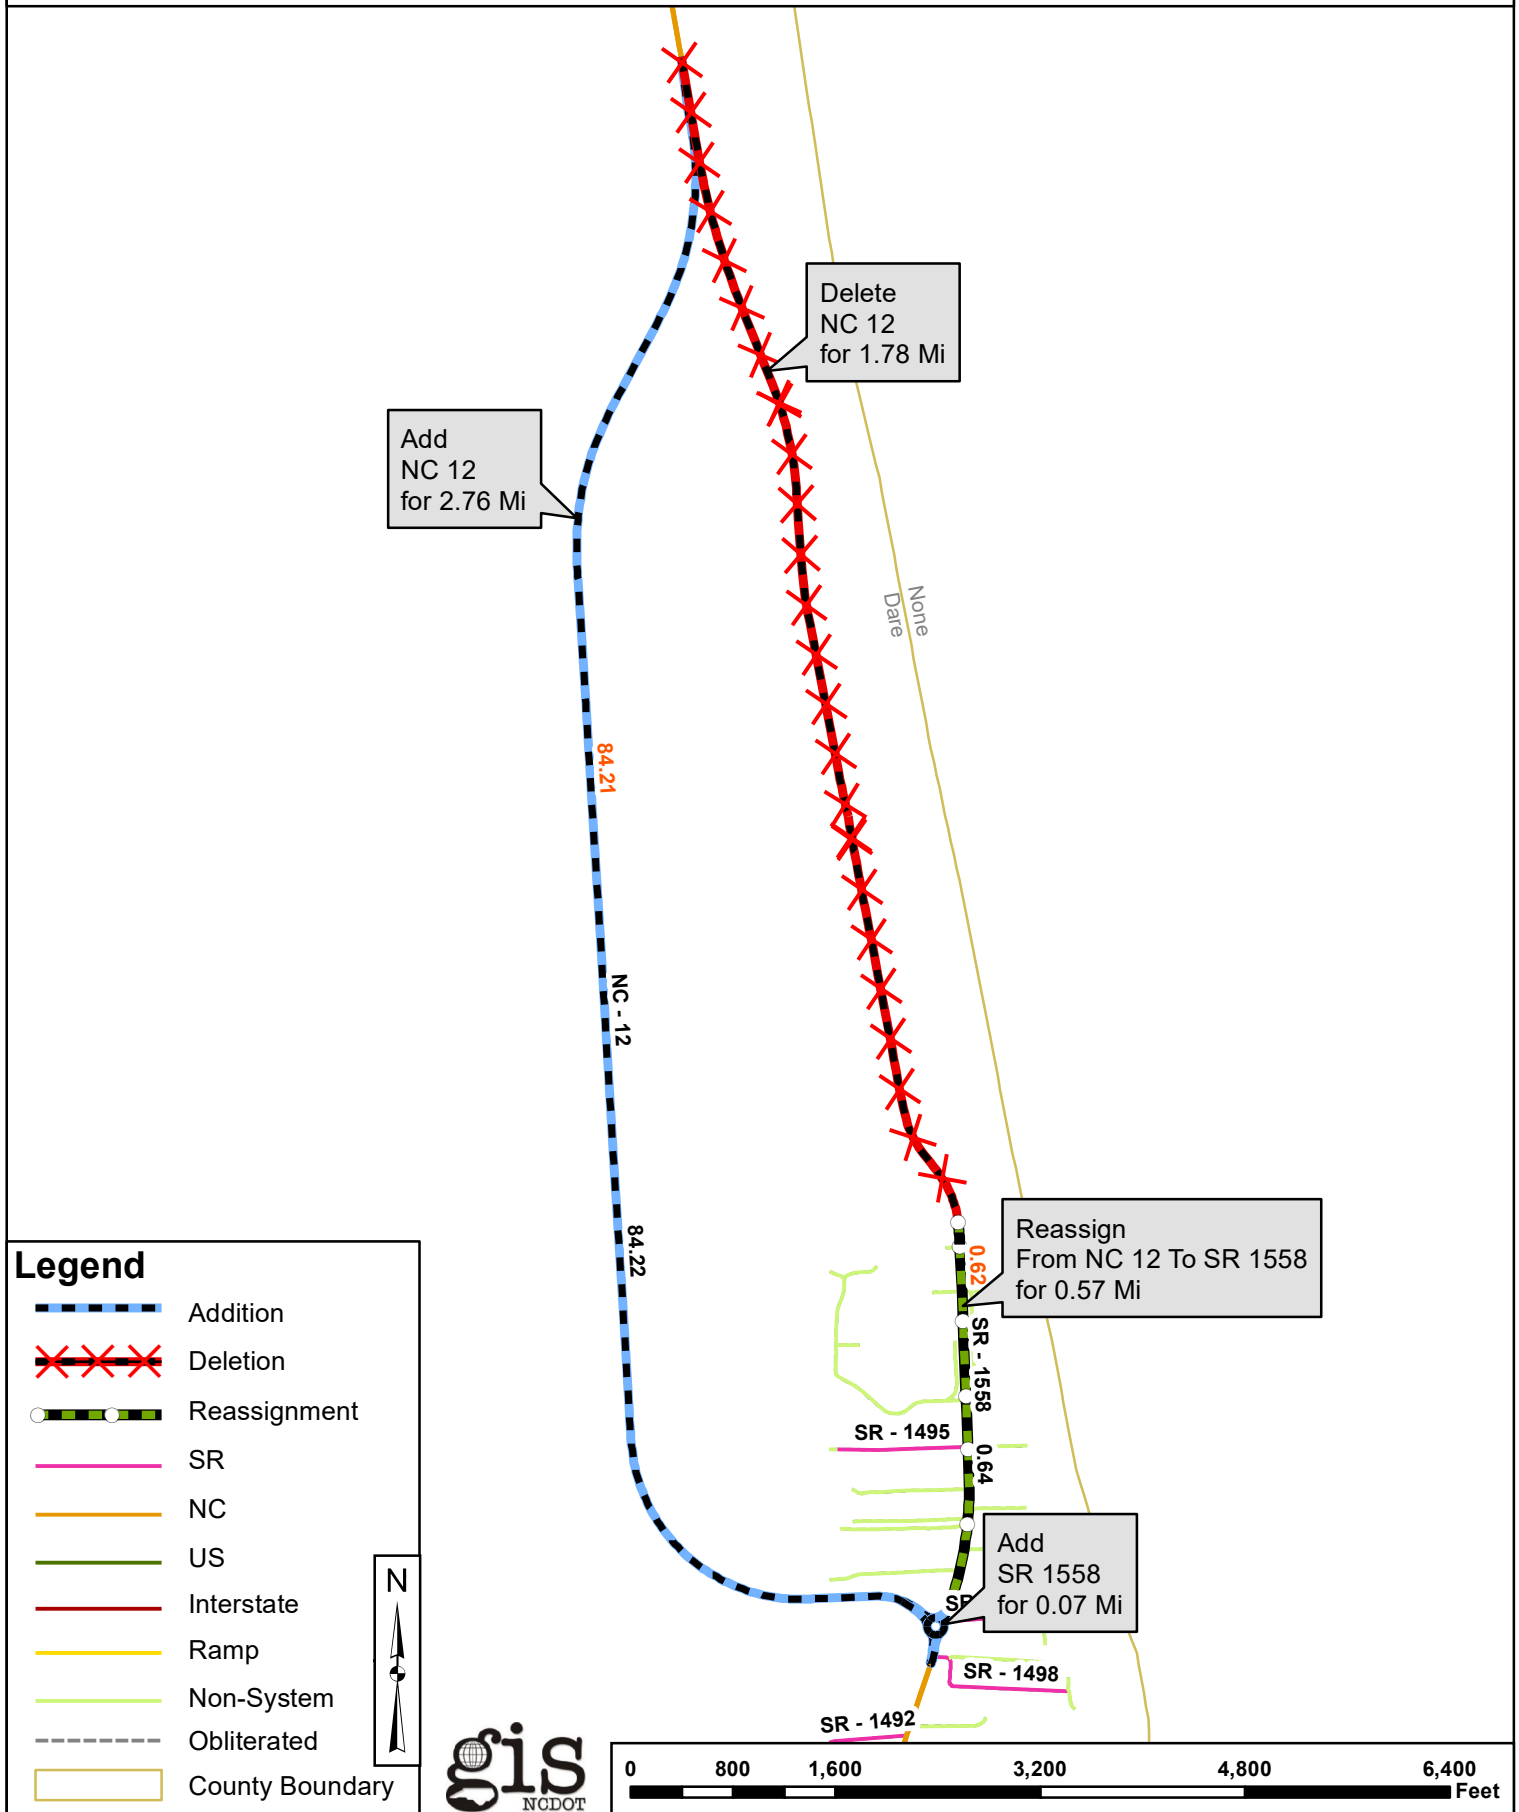 Delete
NC 12
for 1.78 Mi
Add
NC 12
for 2.76 Mi
None
Dare
84.21
NC - 12
84.22
Reassign
From NC 12 To SR 1558
for 0.57 Mi
0.62
SR - 1558
SR - 1495
0.64
Add
SR 1558
for 0.07 Mi
SR
SR - 1498
SR - 1492
Legend
Addition
Deletion
Reassignment
SR
NC
US
Interstate
Ramp
Non-System
Obliterated
County Boundary
N
gis
NCDOT
0 800 1,600 3,200 4,800 6,400
Feet